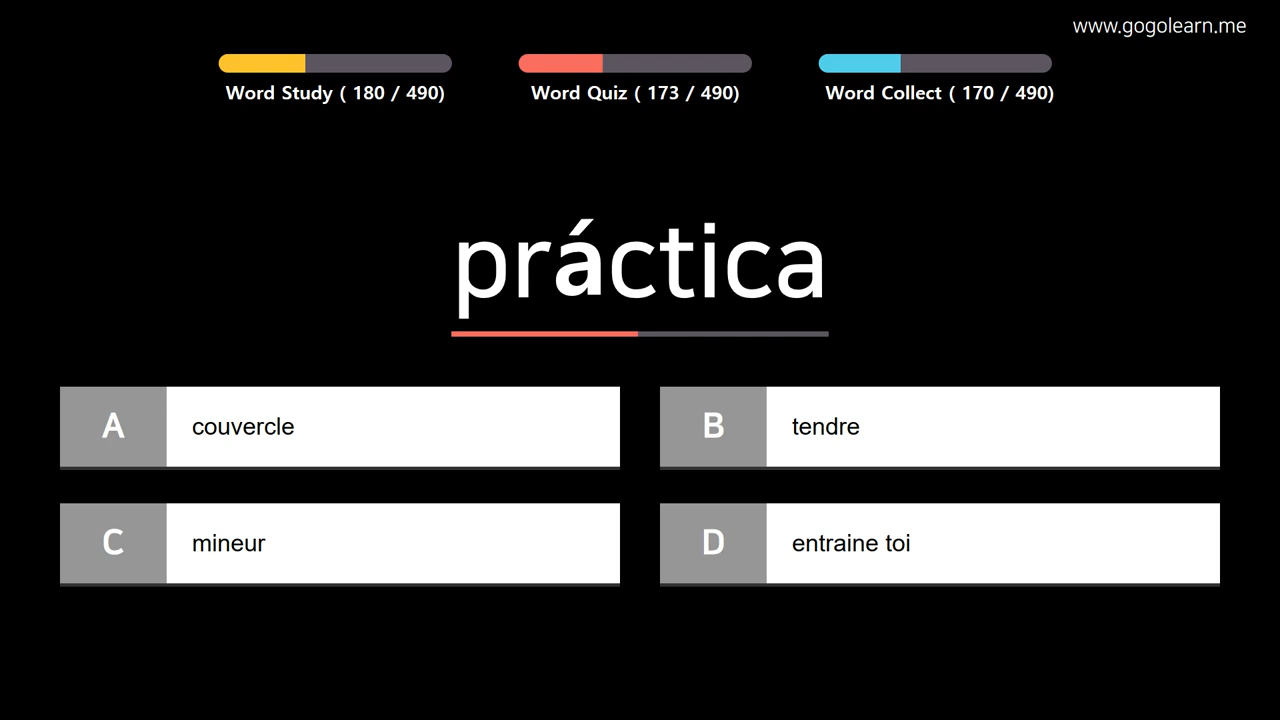 www.gogolearn.me
Word Study ( 180 / 490)
Word Quiz ( 173 / 490)
Word Collect ( 170 / 490)
práctica
A couvercle
B tendre
C mineur
D entraine toi